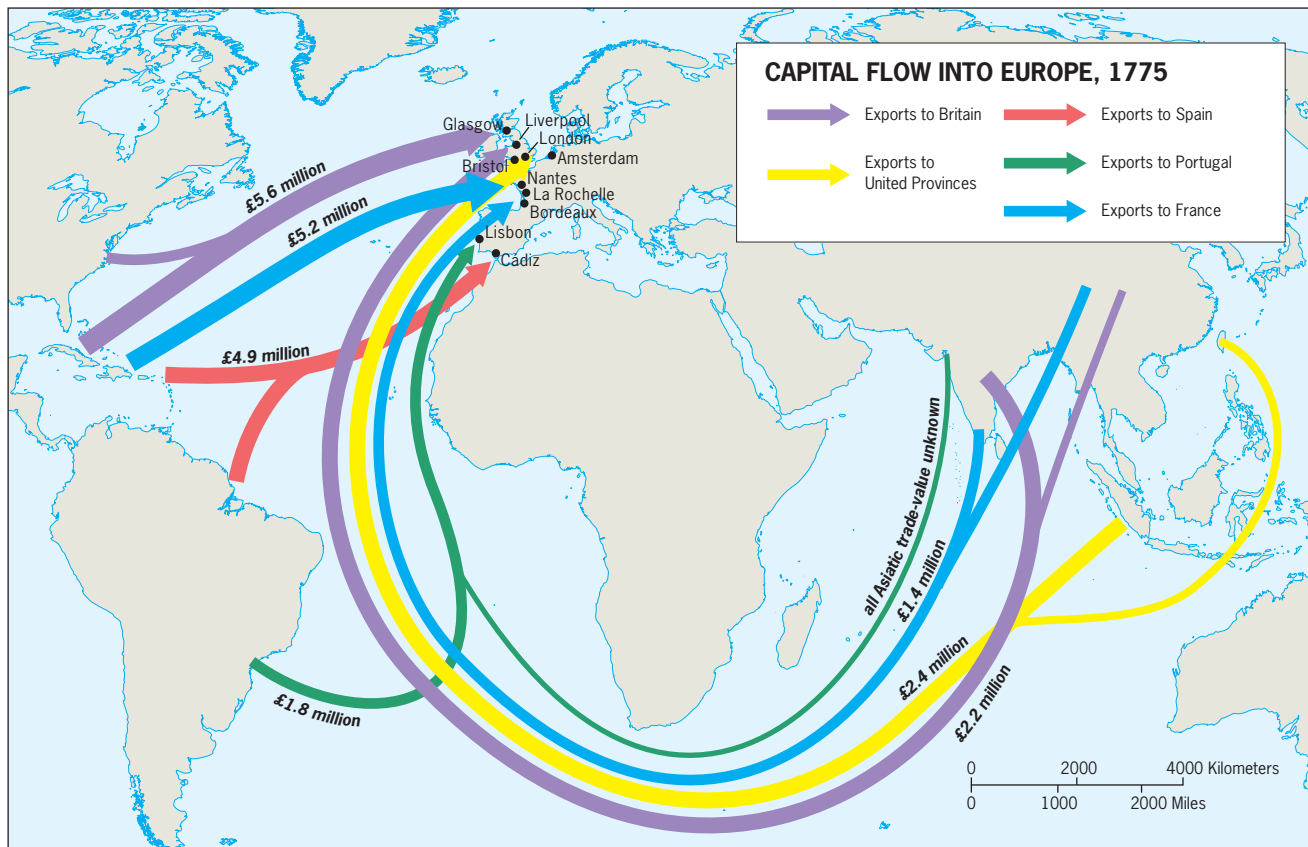 CAPITAL FLOW INTO EUROPE, 1775
Exports to Britain
Exports to Spain
Exports to
United Provinces
Exports to Portugal
Exports to France
Glasgow
Liverpool
London
Bristof
Amsterdam
Nantes
La Rochelle
Bordeaux
Lisbon
Cádiz
£5.6 million
£5.2 million
£4.9 million
£1.8 million
all Asiatic trade-value unknown
£1.4 million
£2.4 million
£2.2 million
0 2000 4000 Kilometers
0 1000 2000 Miles